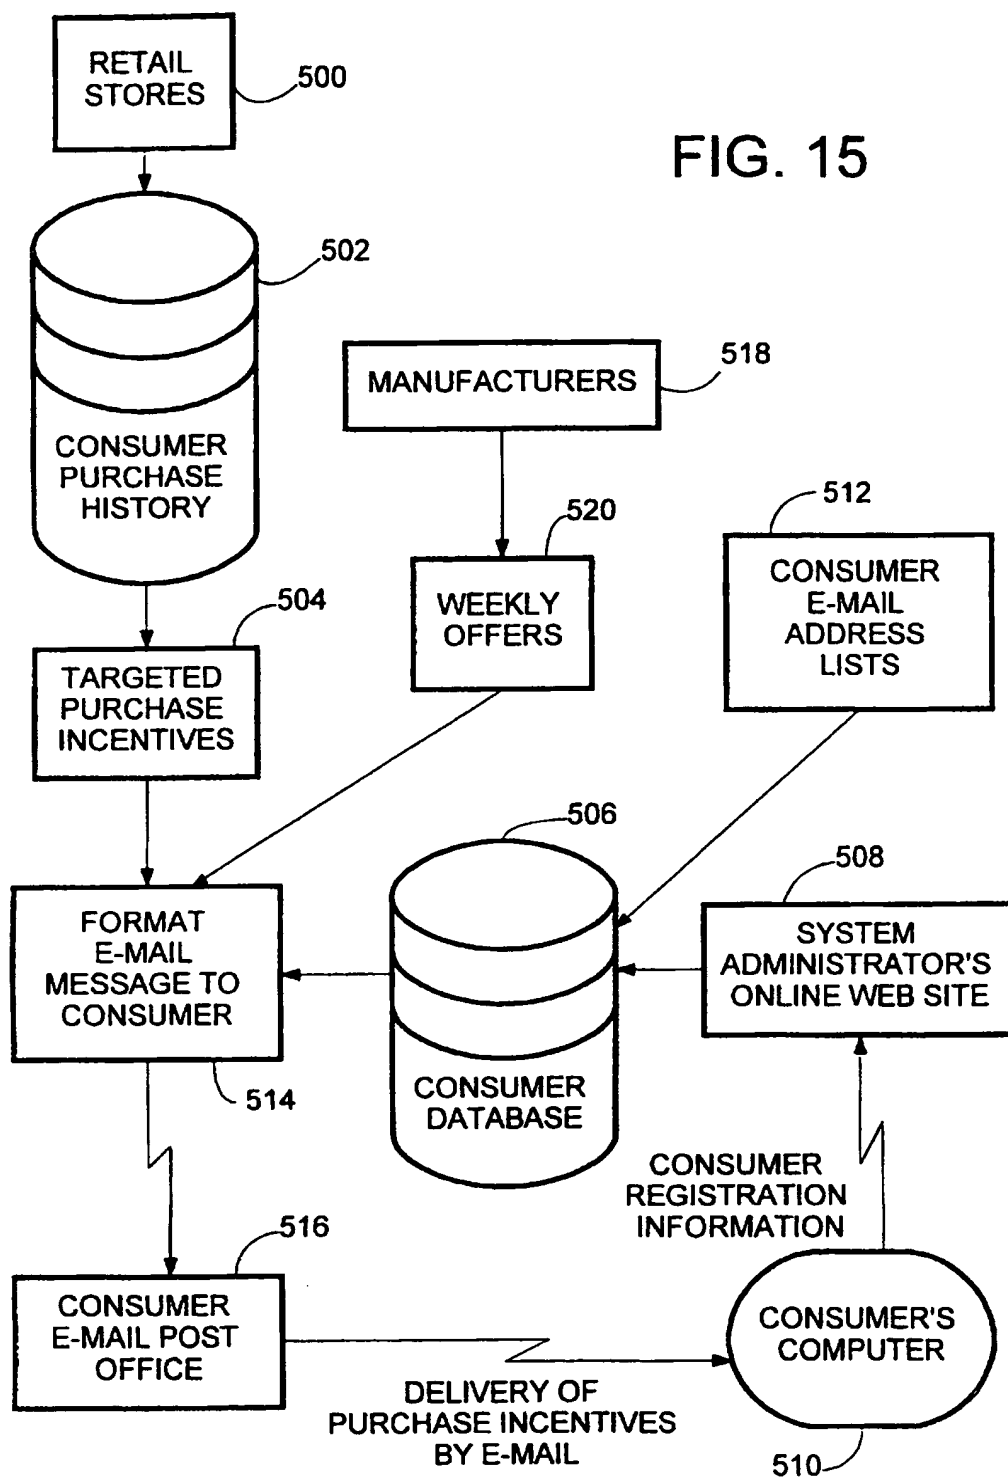 RETAIL
STORES
500
FIG. 15
502
CONSUMER
PURCHASE
HISTORY
MANUFACTURERS
518
504
TARGETED
PURCHASE
INCENTIVES
520
WEEKLY
OFFERS
512
CONSUMER
E-MAIL
ADDRESS
LISTS
506
CONSUMER
DATABASE
508
SYSTEM
ADMINISTRATOR'S
ONLINE WEB SITE
FORMAT
E-MAIL
MESSAGE TO
CONSUMER
514
CONSUMER
REGISTRATION
INFORMATION
516
CONSUMER
E-MAIL POST
OFFICE
DELIVERY OF
PURCHASE INCENTIVES
BY E-MAIL
CONSUMER'S
COMPUTER
510